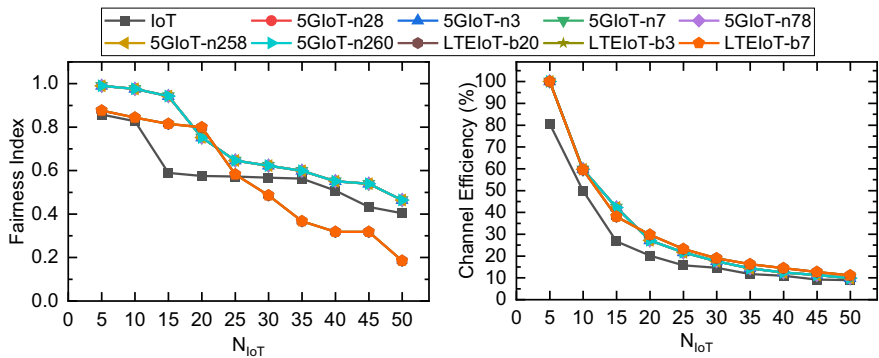 IoT 5GIoT-n28 5GIoT-n3 5GIoT-n7 5GIoT-n78
5GIoT-n258 5GIoT-n260 LTEIoT-b20 LTEIoT-b3 LTEIoT-b7
Fairness Index
1.0
0.8
0.6
0.4
0.2
0.0
0 5 10 15 20 25 30 35 40 45 50
N_IoT
Channel Efficiency (%)
100
90
80
70
60
50
40
30
20
10
0
0 5 10 15 20 25 30 35 40 45 50
N_IoT